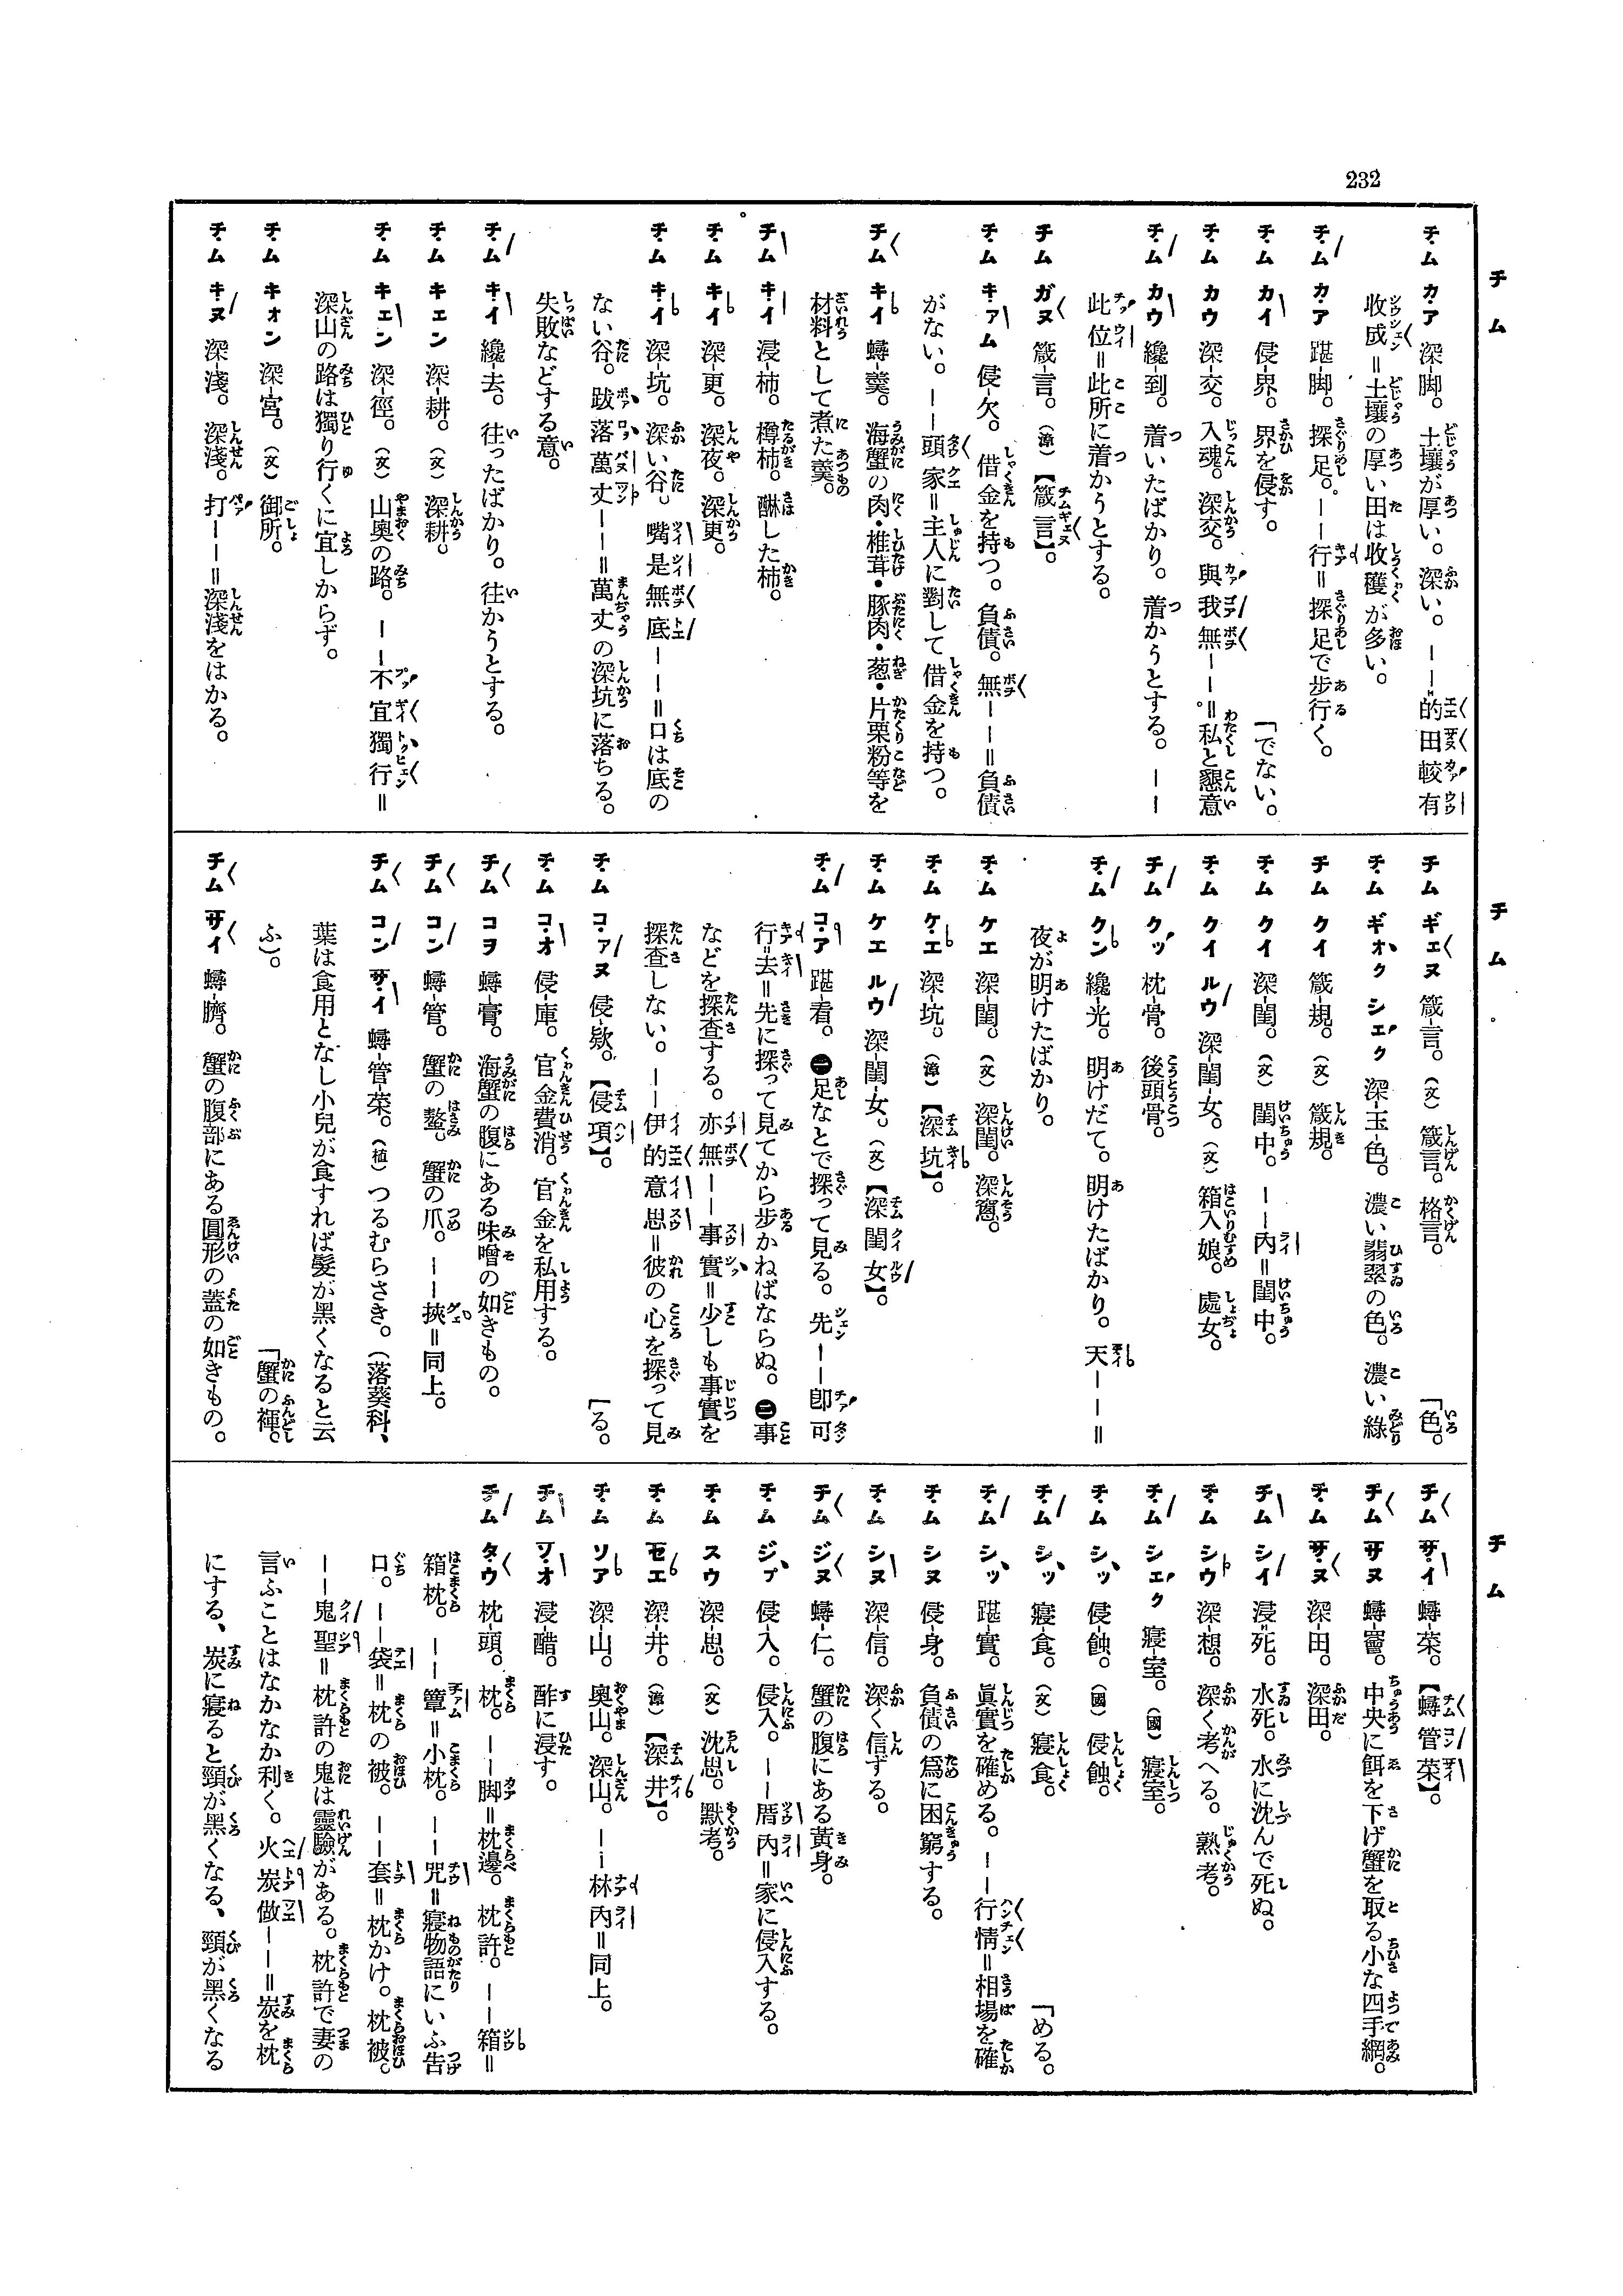 232
チム
チム カア 深-脚。土壤が厚い。深い。——的田較有
收成＝土壤の厚い田は收穫が多い。
チム カア 踸-脚。探足。——行＝探足で步行く。
チム カイ 侵-界。界を侵す。 「でない。
チム カウ 深-交。入魂。深交。與我無——＝私と懇意
チム カウ 纔-到。着いたばかり。着かうとする。——
此位＝此所に着かうとする。
チム ガヌ 箴-言。（漳）【箴言】。
チム キァム 侵-欠。借金を持つ。負債。無——＝負債
がない。——頭家＝主人に對して借金を持つ。
チム キイ 蟳-羹。海蟹の肉・椎茸・豚肉・葱・片栗粉等を
材料として煮た羹。
チム キイ 浸-柿。樽柿。醂した柿。
チム キイ 深-更。深夜。深更。
チム キイ 深-坑。深い谷。嘴是無底——＝口は底の
ない谷。跋落萬丈——＝萬丈の深坑に落ちる。
失敗などする意。
チム キイ 纔-去。往ったばかり。往かうとする。
チム キェン 深-耕。（文）深耕。
チム キェン 深-徑。（文）山奧の路。——不宜獨行＝
深山の路は獨り行くに宜しからず。
チム キォン 深-宮。（文）御所。
チム キヌ 深-淺。深淺。打——＝深淺をはかる。
チム
チム ギェヌ 箴-言。（文）箴言。格言。 「色。
チム ギォク シェク 深-玉-色。濃い翡翠の色。濃い綠
チム クイ 箴-規。（文）箴規。
チム クイ 深-閨。（文）閨中。——內＝閨中。
チム クイ ルウ 深-閨-女。（文）箱入娘。處女。
チム クッ 枕-骨。後頭骨。
チム クン 纔-光。明けだて。明けたばかり。天——＝
夜が明けたばかり。
チム ケエ 深-閨。（文）深閨。深窻。
チム ケエ 深-坑。（漳）【深坑】。
チム ケエ ルウ 深-閨-女。（文）【深閨女】。
チム コア 踸-看。㊀足などで探って見る。先——卽可
行＝去＝先に探って見てから步かねばならぬ。㊁事
などを探査する。亦無——事實＝少しも事實を
探査しない。——伊的意思＝彼の心を探って見
チム コァヌ 侵-欵。【侵項】。 「る。
チム コオ 侵-庫。官金費消。官金を私用する。
チム コヲ 蟳-膏。海蟹の腹にある味噌の如きもの。
チム コン 蟳-管。蟹の螯。蟹の爪。——挾＝同上。
チム コン サイ 蟳-管-菜。（植）つるむらさき。（落葵科、
葉は食用となし小兒が食すれば髮が黑くなると云
ふ）。 「蟹の褌。
チム サイ 蟳-臍。蟹の腹部にある圓形の蓋の如きもの。
チム
チム サイ 蟳-菜。【蟳管菜】。
チム サヌ 蟳-罾。中央に餌を下げ蟹を取る小な四手網。
チム サヌ 深-田。深田。
チム シイ 浸-死。水死。水に沈んで死ぬ。
チム シウ 深-想。深く考へる。熟考。
チム シェク 寢-室。（國）寢室。
チム シッ 侵-蝕。（國）侵蝕。
チム シッ 寢-食。（文）寢食。 「める。
チム シッ 踸-實。眞實を確める。——行情＝相場を確
チム シヌ 侵-身。負債の爲に困窮する。
チム シヌ 深-信。深く信ずる。
チム ジヌ 蟳-仁。蟹の腹にある黃身。
チム ジプ 侵-入。侵入。——厝內＝家に侵入する。
チム スウ 深-思。（文）沈思。默考。
チム セエ 深-井。（漳）【深井】。
チム ソア 深-山。奧山。深山。——林內＝同上。
チム ソオ 浸-醋。酢に浸す。
チム タウ 枕-頭。枕。——脚＝枕邊。枕許。——箱＝
箱枕。——簟＝小枕。——咒＝寢物語にいふ吿
口。——袋＝枕の被。——套＝枕かけ。枕被。
——鬼聖＝枕許の鬼は靈驗がある。枕許で妻の
言ふことはなかなか利く。火炭做——＝炭を枕
にする、炭に寢ると頸が黑くなる、頸が黑くなる